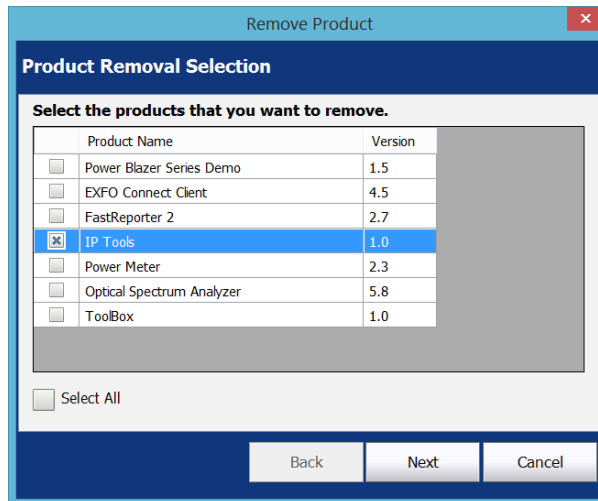 Remove Product
Product Removal Selection
Select the products that you want to remove.
Product Name Version
Power Blazer Series Demo 1.5
EXFO Connect Client 4.5
FastReporter 2 2.7
IP Tools 1.0
Power Meter 2.3
Optical Spectrum Analyzer 5.8
ToolBox 1.0
Select All
Back Next Cancel